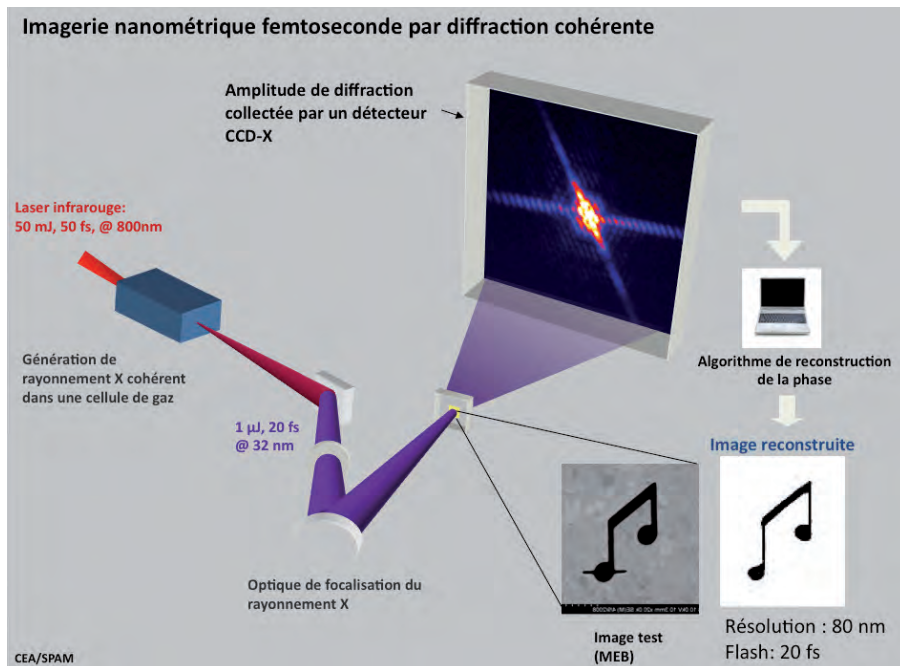 Imagerie nanométrique femtoseconde par diffraction cohérente
Amplitude de diffraction
collectée par un détecteur
CCD-X
Laser infrarouge:
50 mJ, 50 fs, @ 800nm
Génération de
rayonnement X cohérent
dans une cellule de gaz
1 µJ, 20 fs
@ 32 nm
Optique de focalisation du
rayonnement X
Algorithme de reconstruction
de la phase
Image reconstruite
Image test
(MEB)
Résolution : 80 nm
Flash: 20 fs
CEA/SPAM